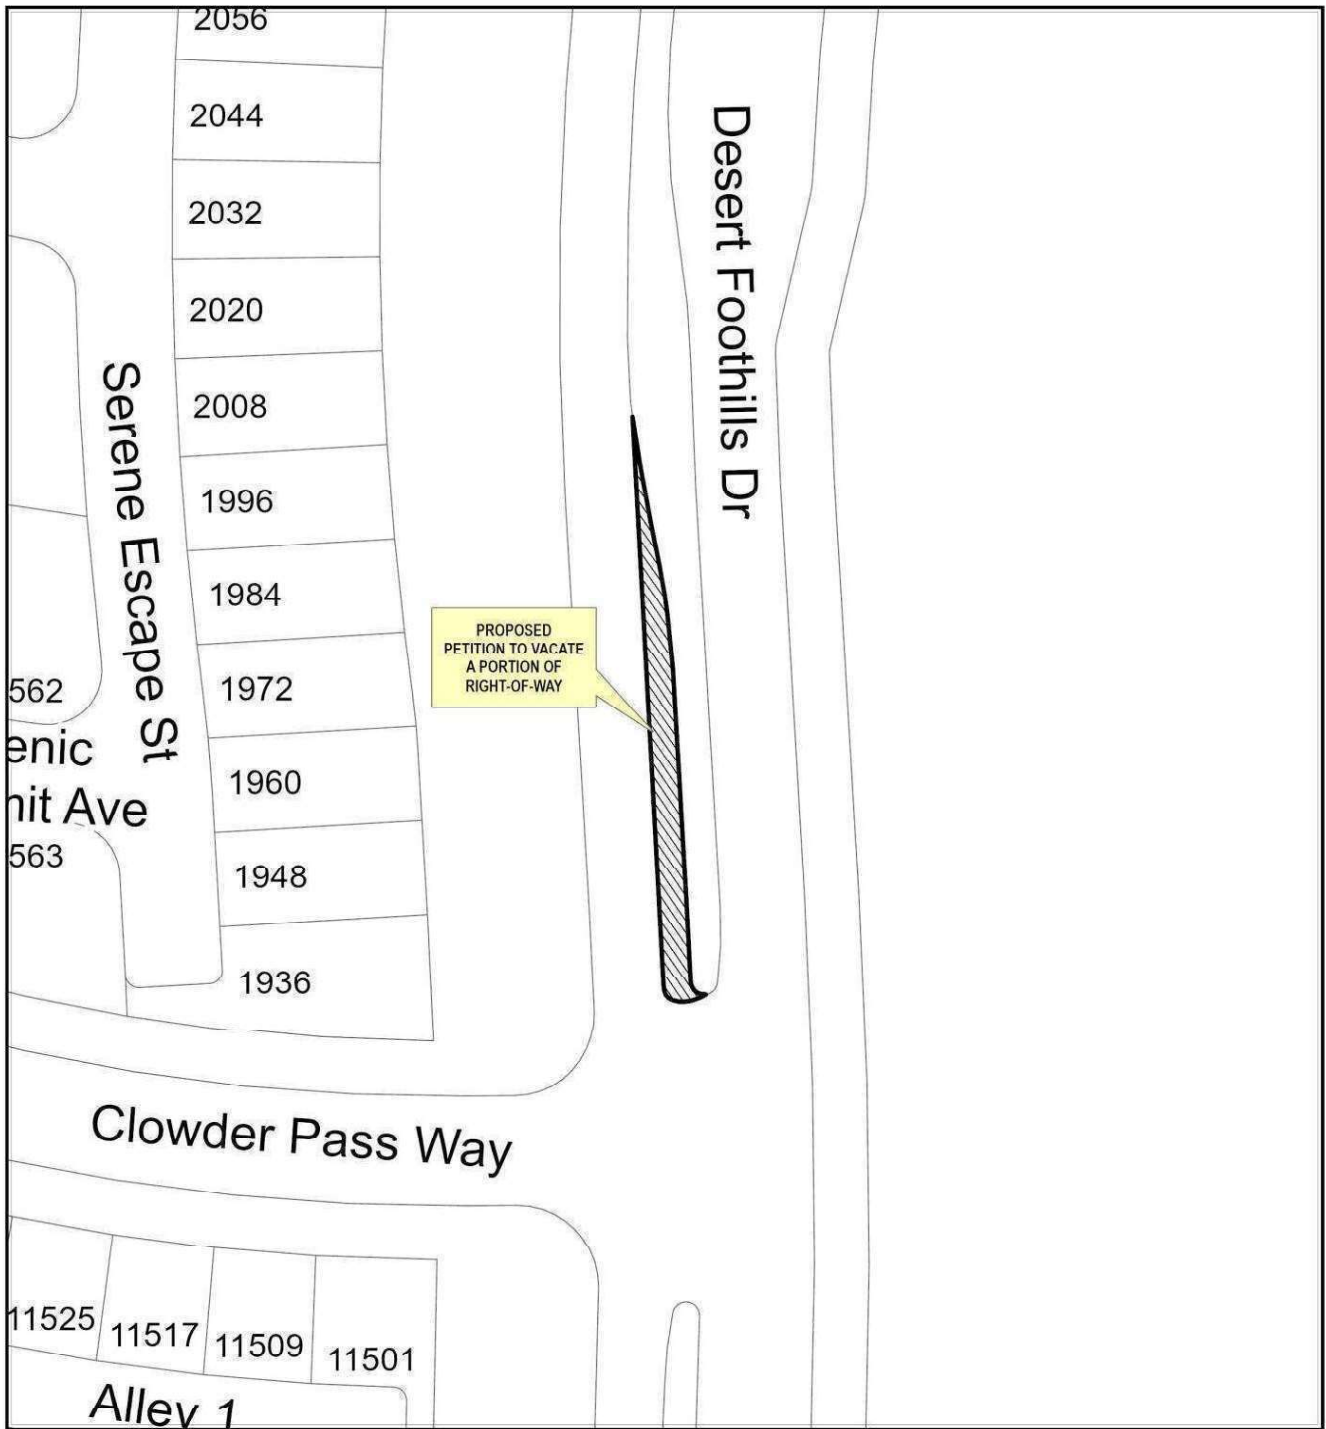 2056
2044
2032
2020
2008
1996
1984
1972
1960
1948
1936
Desert Foothills Dr
Serene Escape St
PROPOSED
PETITION TO VACATE
A PORTION OF
RIGHT-OF-WAY
562
enic
nit Ave
563
Clowder Pass Way
11525
11517
11509
11501
Alley 1